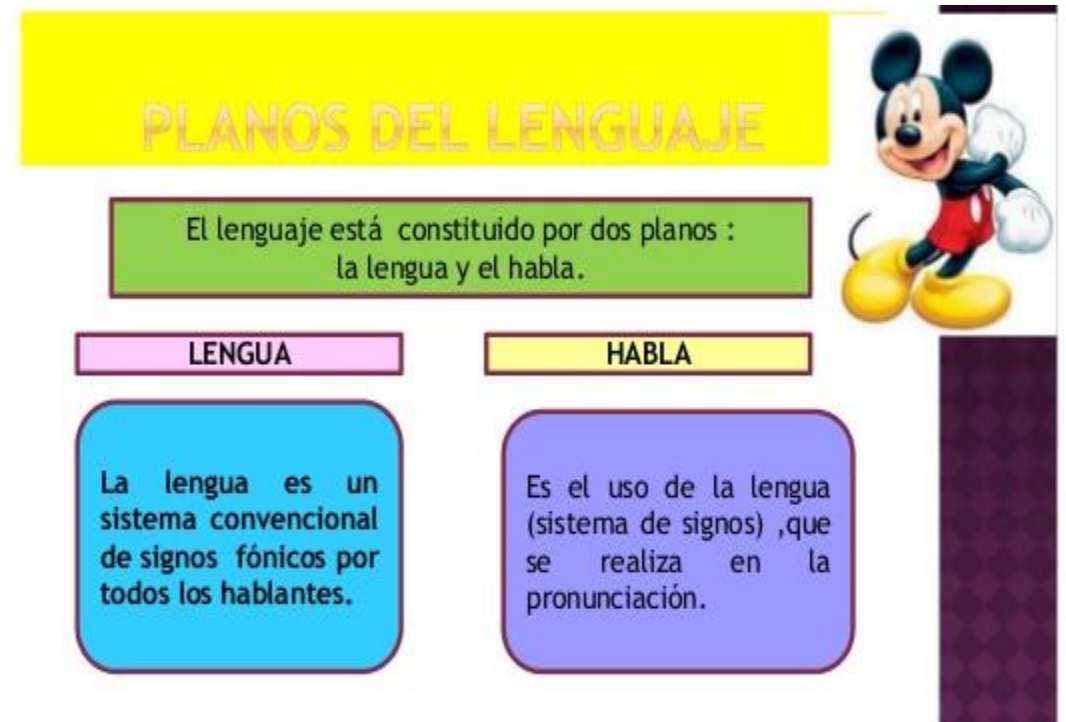 PLANOS DEL LENGUAJE
El lenguaje está constituido por dos planos :
la lengua y el habla.
LENGUA
La lengua es un
sistema convencional
de signos fónicos por
todos los hablantes.
HABLA
Es el uso de la lengua
(sistema de signos) ,que
se realiza en la
pronunciación.